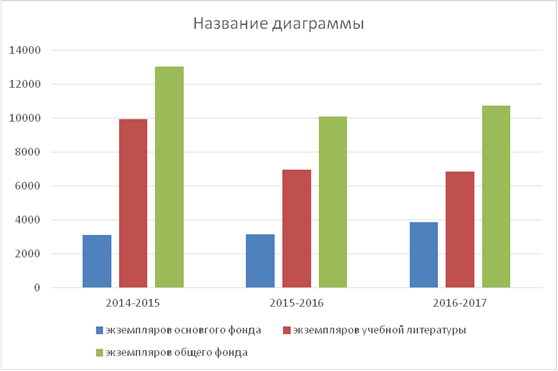 Название диаграммы
14000
12000
10000
8000
6000
4000
2000
0
2014-2015 2015-2016 2016-2017
экземпляров основгого фонда экземпляров учебной литературы
экземпляров общего фонда